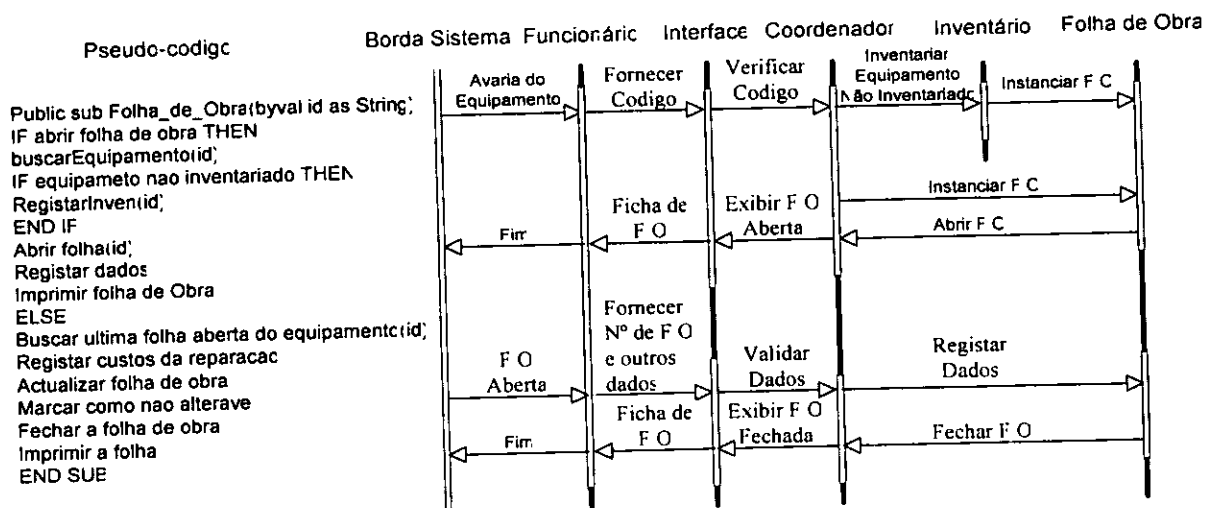 Pseudo-codigo
Borda Sistema Funcionáric Interface Coordenador Inventário Folha de Obra
Public sub Folha_de_Obra(byval id as String)
IF abrir folha de obra THEN
buscarEquipamento(id)
IF equipameto nao inventariado THEN
RegistarInven(id)
END IF
Abrir folha(id)
Registar dados
Imprimir folha de Obra
ELSE
Buscar ultima folha aberta do equipamento(id)
Registar custos da reparacao
Actualizar folha de obra
Marcar como nao alterave
Fechar a folha de obra
Imprimir a folha
END SUB
Avaria do
Equipamento
Fornecer
Codigo
Verificar
Codigo
Inventariar
Equipamento
Não Inventariado
Instanciar F C
Instanciar F C
Fim
Ficha de
F O
Exibir F O
Aberta
Abrir F C
F O
Aberta
Fornecer
Nº de F O
e outros
dados
Validar
Dados
Registar
Dados
Fim
Ficha de
F O
Exibir F O
Fechada
Fechar F O